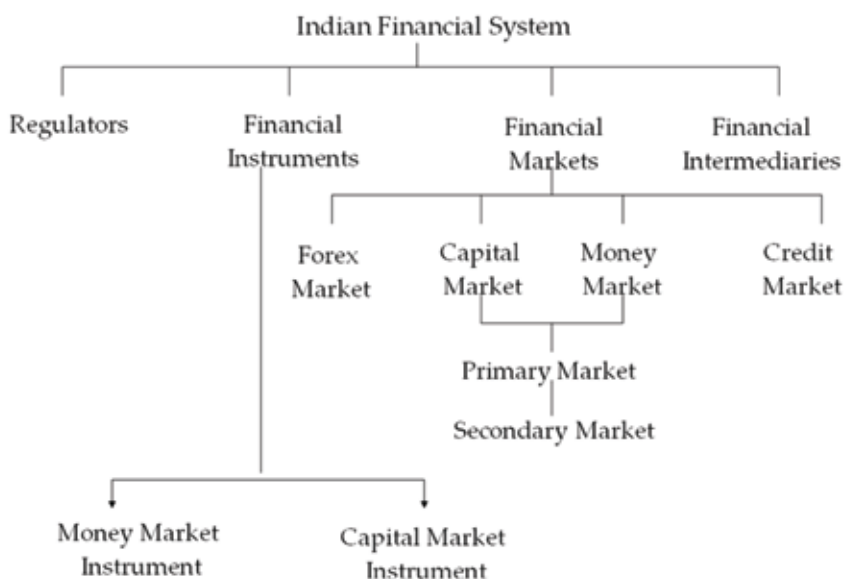 Indian Financial System
Regulators
Financial
Instruments
Financial
Markets
Financial
Intermediaries
Forex
Market
Capital
Market
Money
Market
Credit
Market
Primary Market
Secondary Market
Money Market
Instrument
Capital Market
Instrument